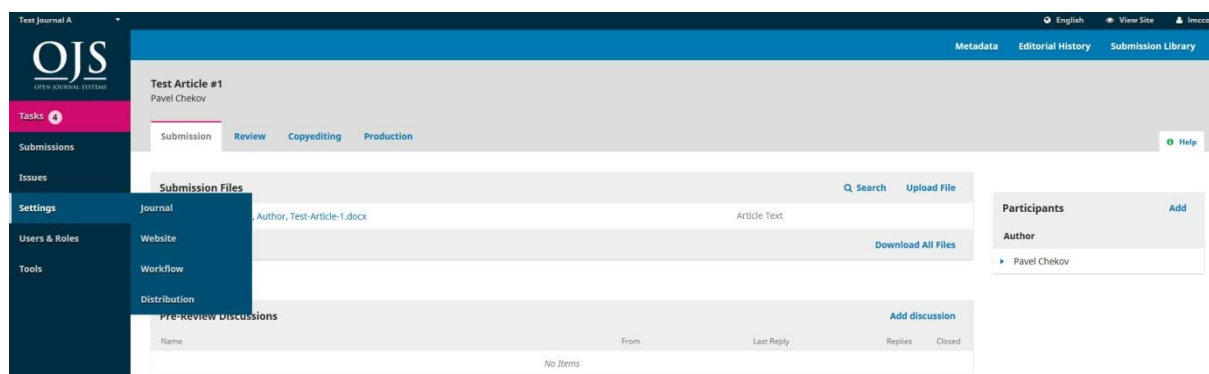 Test Journal A
English View Site
OJS
OPEN JOURNAL SYSTEMS
Metadata Editorial History Submission Library
Test Article #1
Pavel Chekov
Tasks 4
Submissions
Issues
Settings
Users & Roles
Tools
Journal
Website
Workflow
Distribution
Submission Review Copyediting Production
Help
Submission Files
Search Upload File
, Author, Test-Article-1.docx Article Text
Download All Files
Pre-Review Discussions
Add discussion
Name From Last Reply Replies Closed
No Items
Participants Add
Author
Pavel Chekov